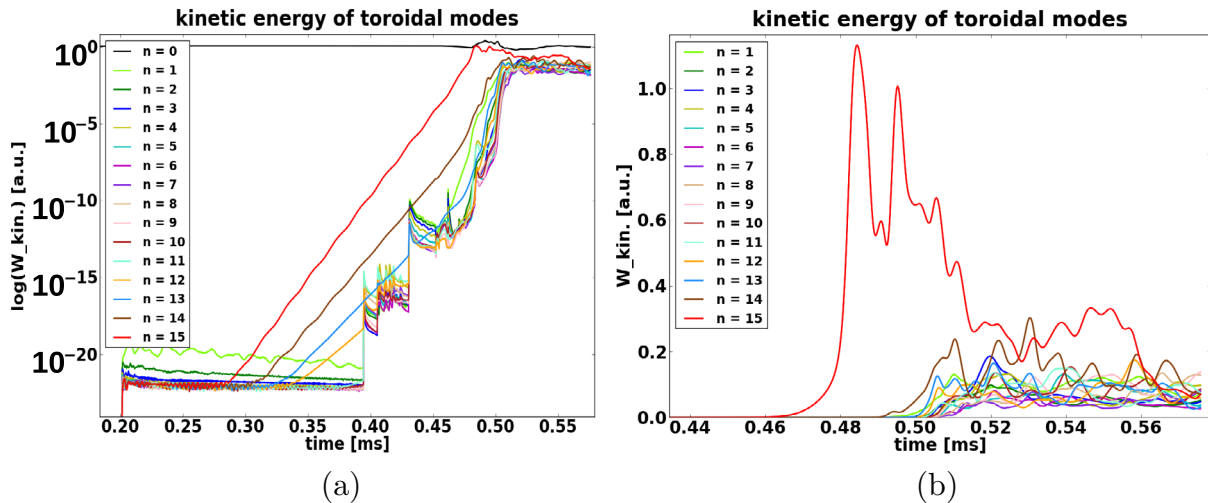 kinetic energy of toroidal modes
log(W_kin.) [a.u.]
10^0
10^−5
10^−10
10^−15
10^−20
n = 0
n = 1
n = 2
n = 3
n = 4
n = 5
n = 6
n = 7
n = 8
n = 9
n = 10
n = 11
n = 12
n = 13
n = 14
n = 15
0.20 0.25 0.30 0.35 0.40 0.45 0.50 0.55
time [ms]
(a)
kinetic energy of toroidal modes
W_kin. [a.u.]
1.0
0.8
0.6
0.4
0.2
0.0
n = 1
n = 2
n = 3
n = 4
n = 5
n = 6
n = 7
n = 8
n = 9
n = 10
n = 11
n = 12
n = 13
n = 14
n = 15
0.44 0.46 0.48 0.50 0.52 0.54 0.56
time [ms]
(b)